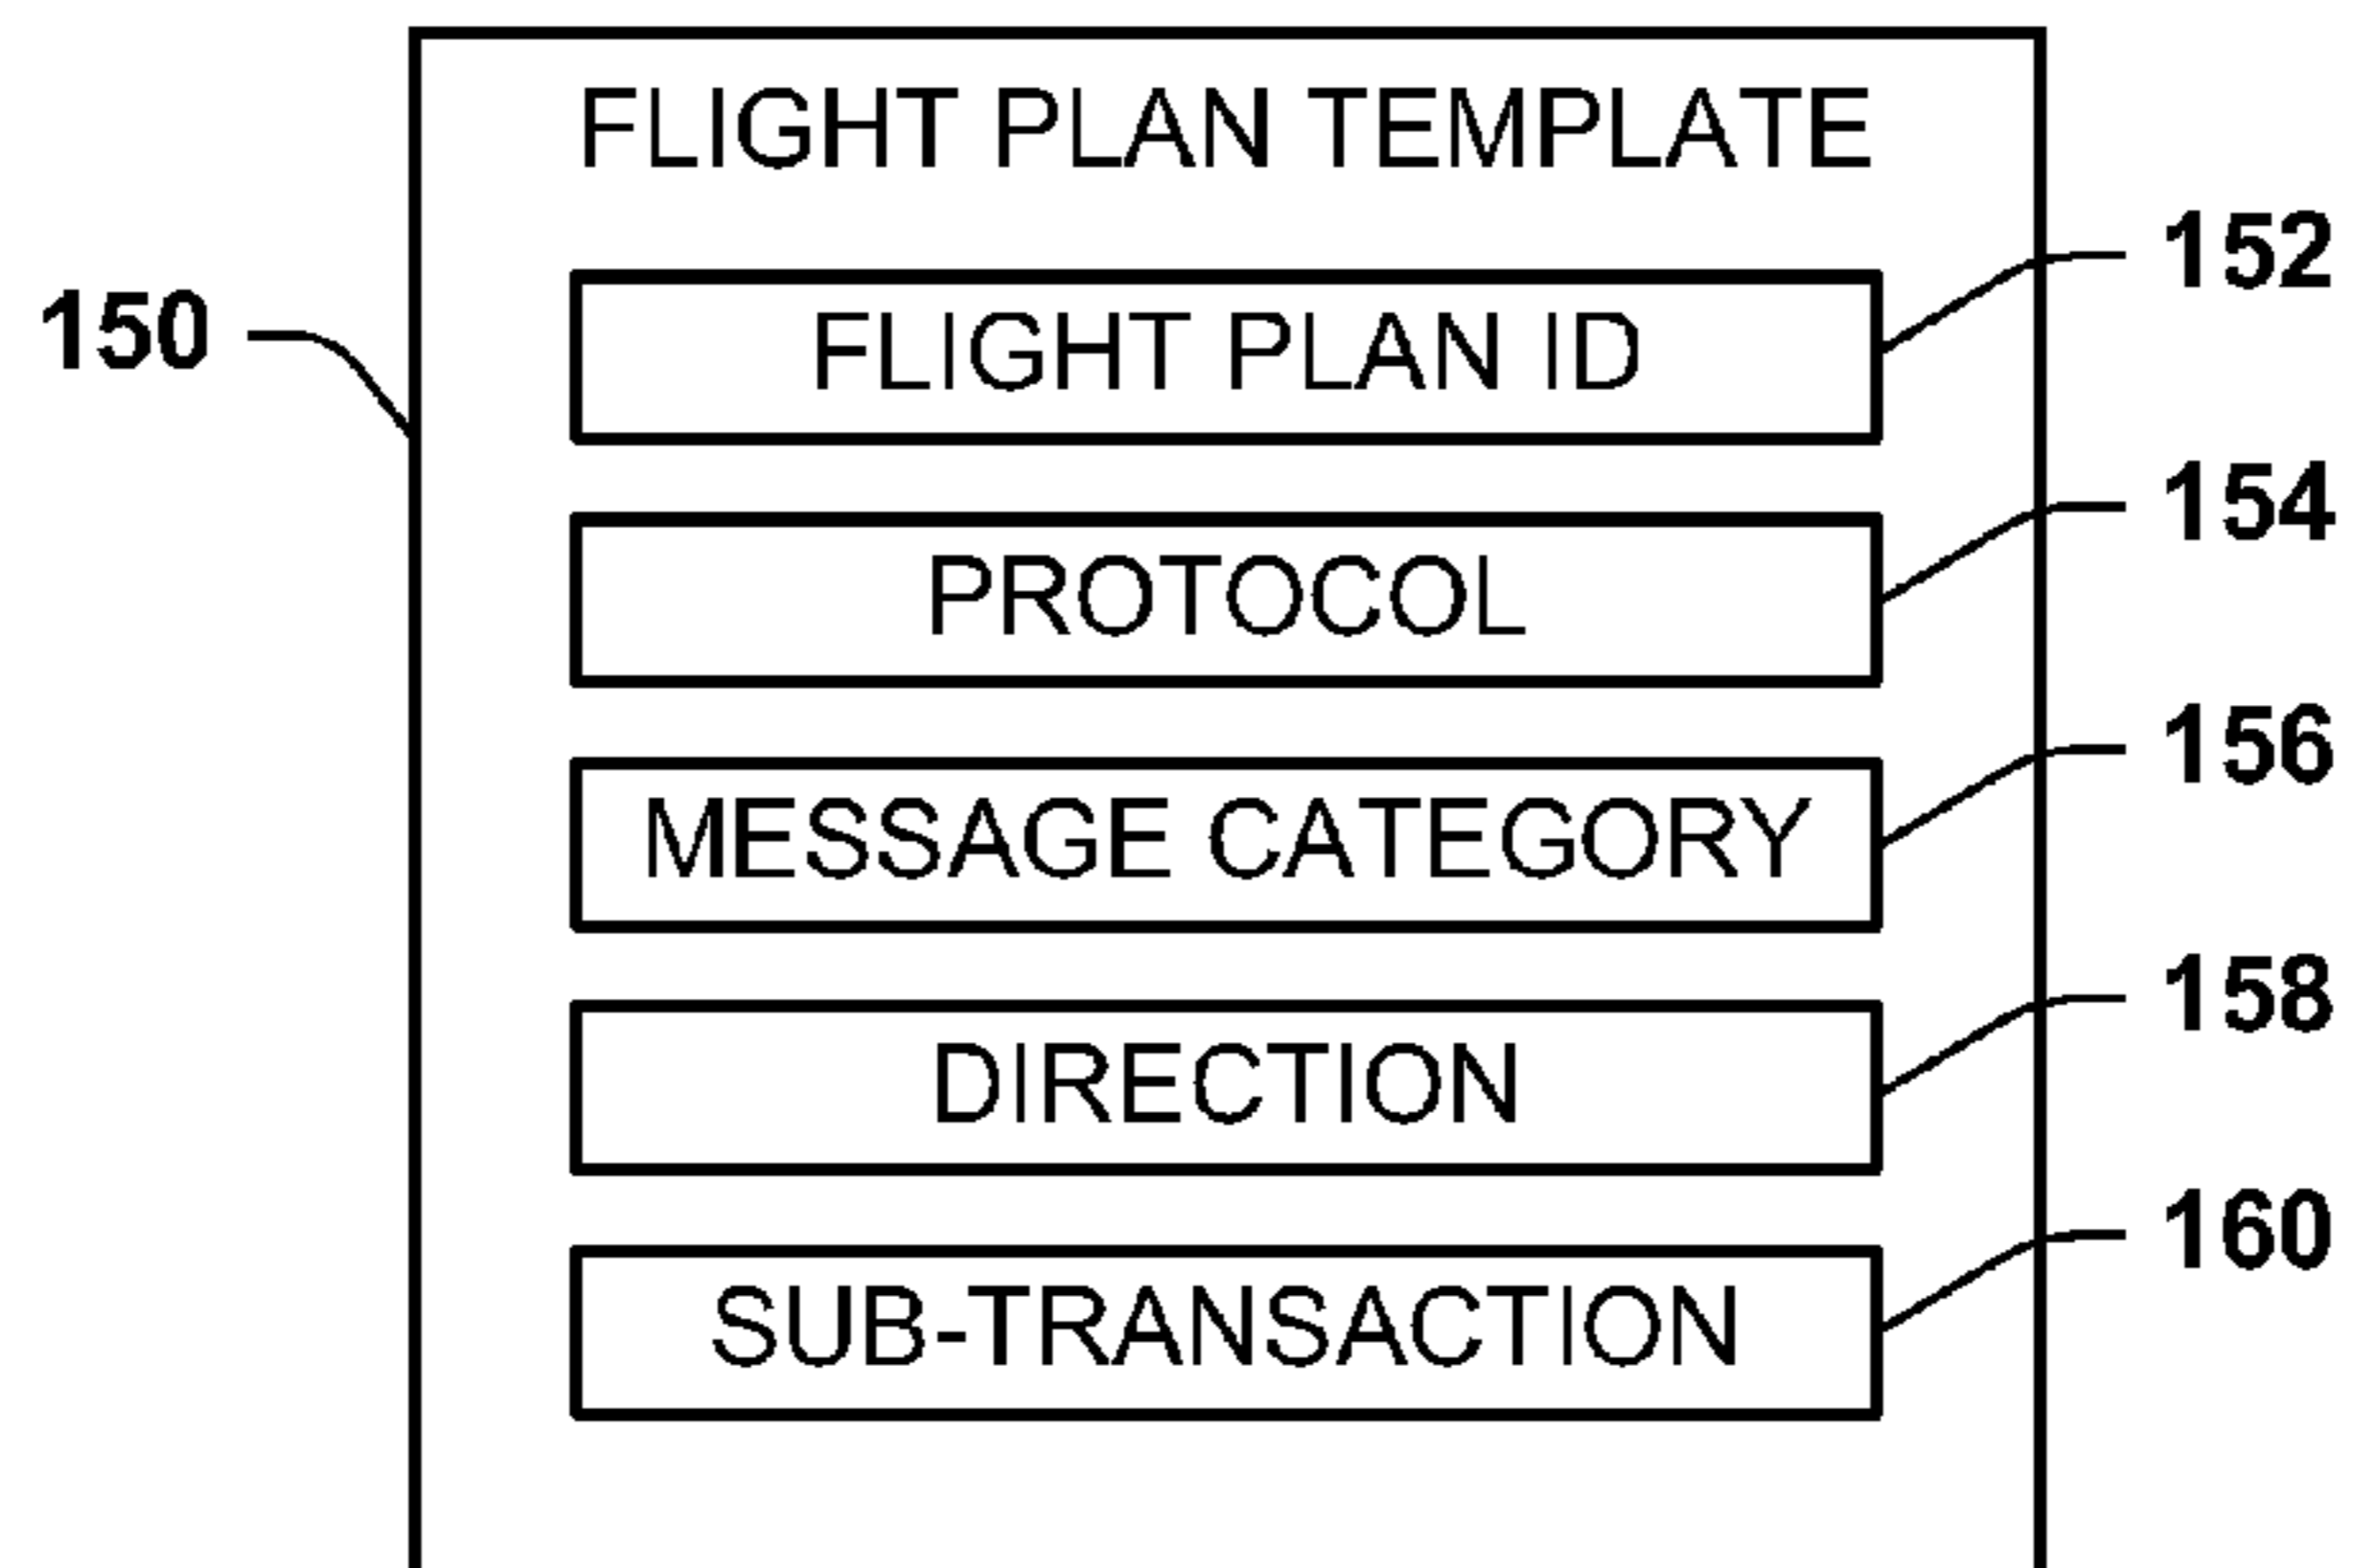 FLIGHT PLAN TEMPLATE
152
150
FLIGHT PLAN ID
154
PROTOCOL
156
MESSAGE CATEGORY
158
DIRECTION
160
SUB-TRANSACTION